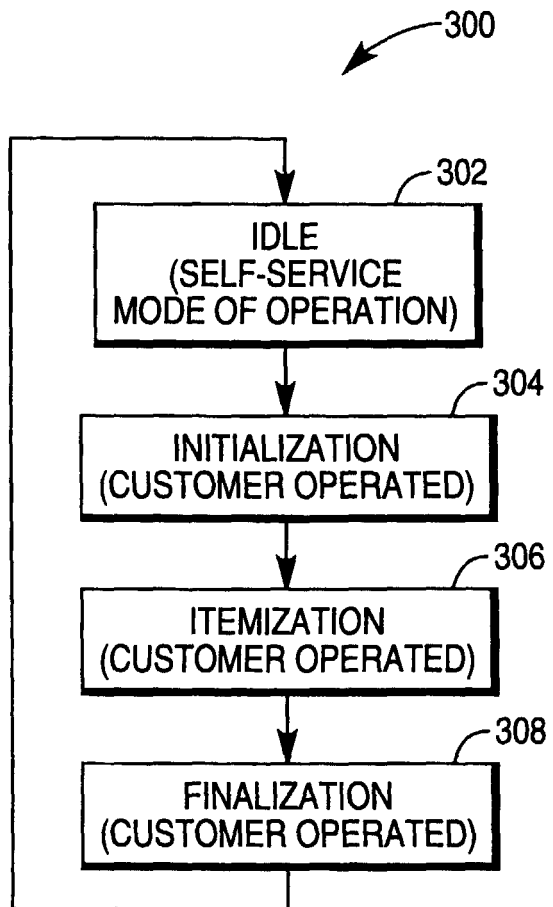 300
302
IDLE
(SELF-SERVICE
MODE OF OPERATION)
304
INITIALIZATION
(CUSTOMER OPERATED)
306
ITEMIZATION
(CUSTOMER OPERATED)
308
FINALIZATION
(CUSTOMER OPERATED)